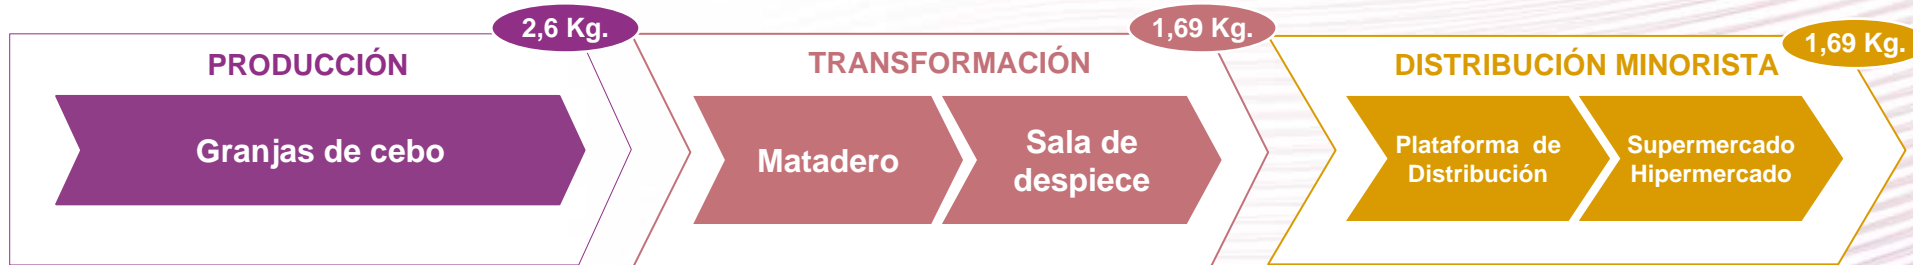 2,6 Kg.
PRODUCCIÓN
Granjas de cebo
1,69 Kg.
TRANSFORMACIÓN
Matadero
Sala de
despiece
1,69 Kg.
DISTRIBUCIÓN MINORISTA
Plataforma de
Distribución
Supermercado
Hipermercado